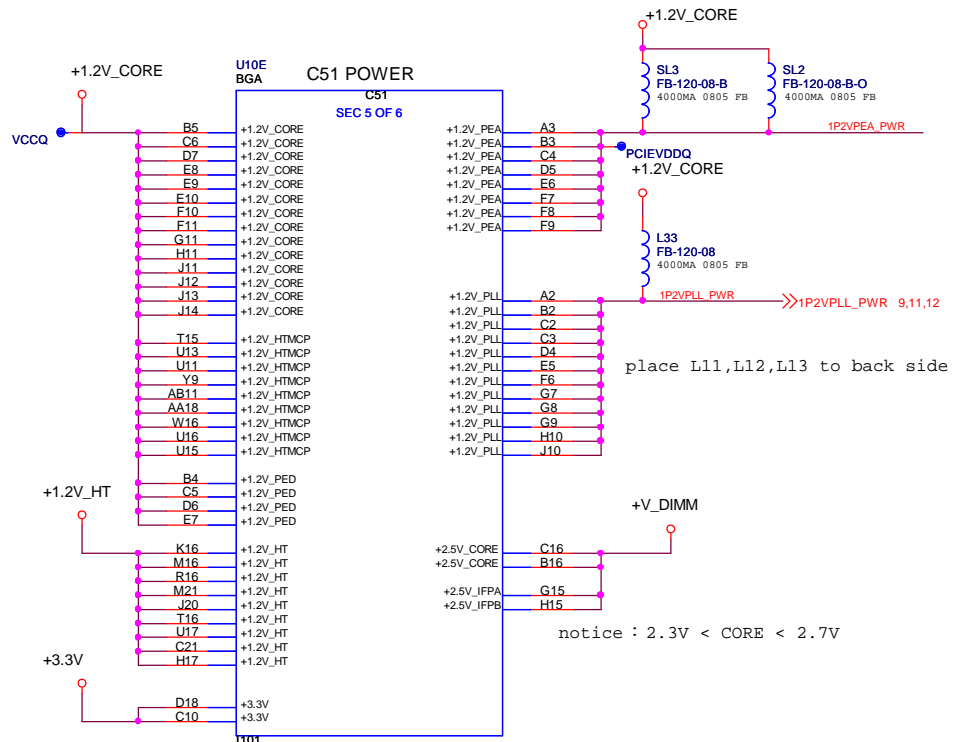 +1.2V_CORE
U10E
BGA
C51 POWER
C51
SEC 5 OF 6
+1.2V_CORE
SL3
FB-120-08-B
4000MA 0805 FB
SL2
FB-120-08-B-O
4000MA 0805 FB
VCCQ
B5 +1.2V_CORE
C6 +1.2V_CORE
D7 +1.2V_CORE
E8 +1.2V_CORE
E9 +1.2V_CORE
E10 +1.2V_CORE
F10 +1.2V_CORE
F11 +1.2V_CORE
G11 +1.2V_CORE
H11 +1.2V_CORE
J11 +1.2V_CORE
J12 +1.2V_CORE
J13 +1.2V_CORE
J14 +1.2V_CORE
T15 +1.2V_HTMCP
U13 +1.2V_HTMCP
U11 +1.2V_HTMCP
Y9 +1.2V_HTMCP
AB11 +1.2V_HTMCP
AA18 +1.2V_HTMCP
W16 +1.2V_HTMCP
U16 +1.2V_HTMCP
U15 +1.2V_HTMCP
B4 +1.2V_PED
C5 +1.2V_PED
D6 +1.2V_PED
E7 +1.2V_PED
+1.2V_HT
K16 +1.2V_HT
M16 +1.2V_HT
R16 +1.2V_HT
M21 +1.2V_HT
J20 +1.2V_HT
T16 +1.2V_HT
U17 +1.2V_HT
C21 +1.2V_HT
H17 +1.2V_HT
+3.3V
D18 +3.3V
C10 +3.3V
+1.2V_PEA A3
+1.2V_PEA B3
+1.2V_PEA C4
+1.2V_PEA D5
+1.2V_PEA E6
+1.2V_PEA F7
+1.2V_PEA F8
+1.2V_PEA F9
1P2VPEA_PWR
PCIEVDDQ
+1.2V_CORE
L33
FB-120-08
4000MA 0805 FB
+1.2V_PLL A2
+1.2V_PLL B2
+1.2V_PLL C2
+1.2V_PLL C3
+1.2V_PLL D4
+1.2V_PLL E5
+1.2V_PLL F6
+1.2V_PLL G7
+1.2V_PLL G8
+1.2V_PLL G9
+1.2V_PLL H10
+1.2V_PLL J10
1P2VPLL_PWR
1P2VPLL_PWR 9,11,12
place L11,L12,L13 to back side
+V_DIMM
+2.5V_CORE C16
+2.5V_CORE B16
+2.5V_IFPA G15
+2.5V_IFPB H15
notice：2.3V < CORE < 2.7V